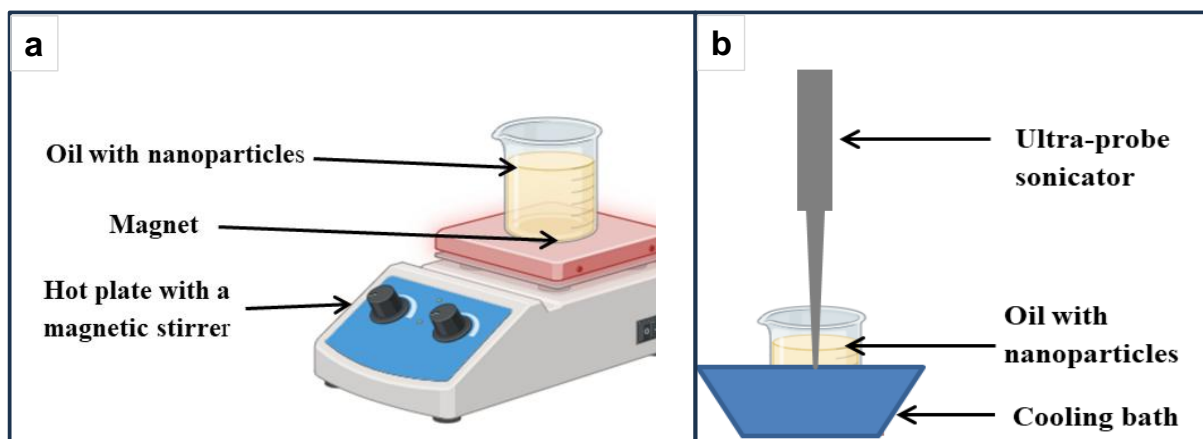 a
Oil with nanoparticles
Magnet
Hot plate with a
magnetic stirrer
b
Ultra-probe
sonicator
Oil with
nanoparticles
Cooling bath